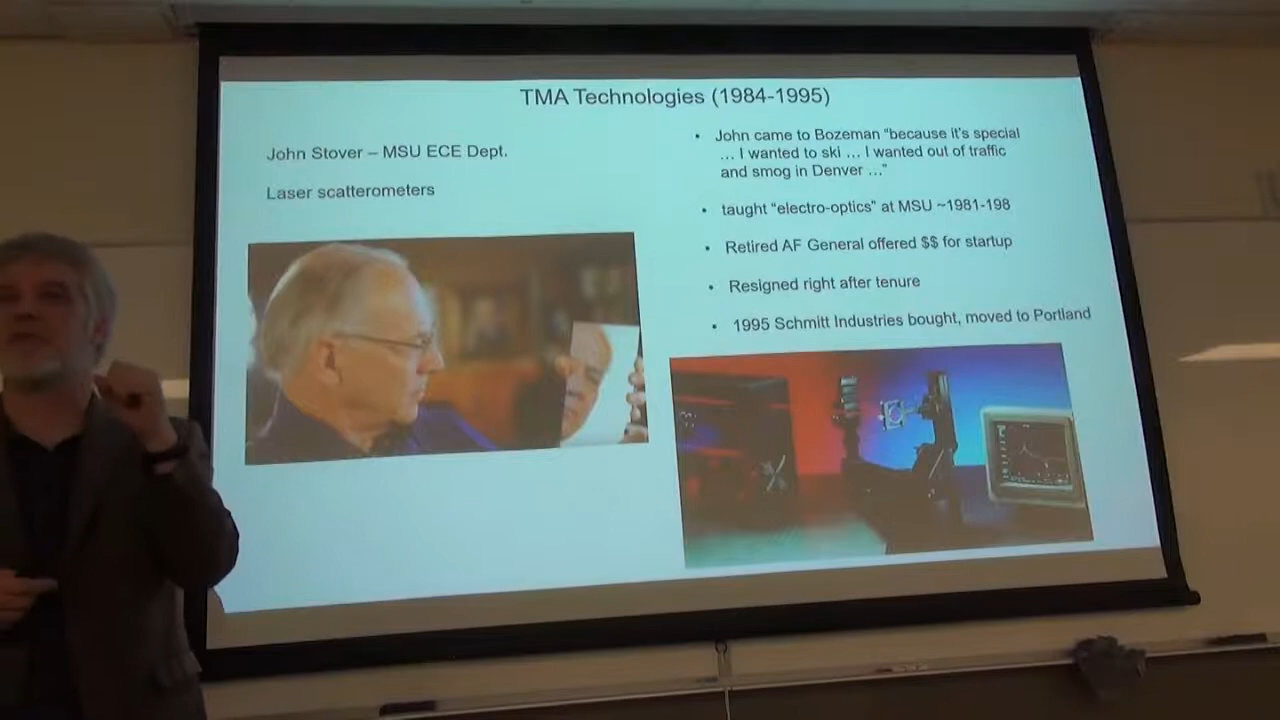 TMA Technologies (1984-1995)
John Stover – MSU ECE Dept.
Laser scatterometers
• John came to Bozeman "because it's special
... I wanted to ski ... I wanted out of traffic
and smog in Denver ..."
• taught "electro-optics" at MSU ~1981-198
• Retired AF General offered $$ for startup
• Resigned right after tenure
• 1995 Schmitt Industries bought, moved to Portland